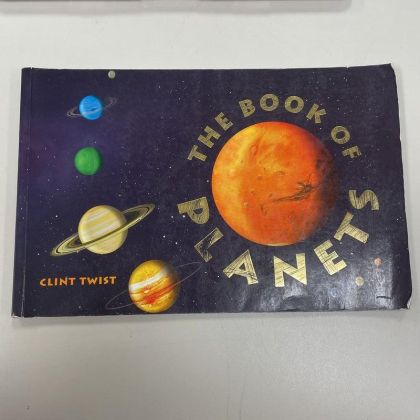 THE BOOK OF
PLANETS
CLINT TWIST